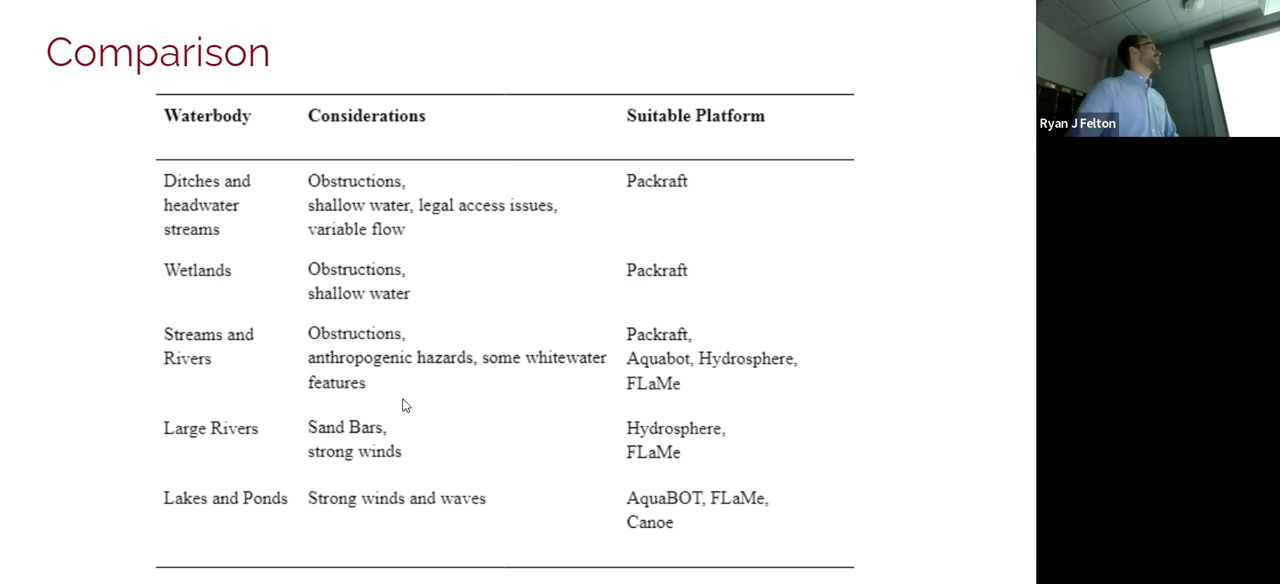 Comparison
Waterbody Considerations Suitable Platform
Ditches and Obstructions, Packraft
headwater shallow water, legal access issues,
streams variable flow
Wetlands Obstructions, Packraft
shallow water
Streams and Obstructions, Packraft,
Rivers anthropogenic hazards, some whitewater Aquabot, Hydrosphere,
features FLaMe
Large Rivers Sand Bars, Hydrosphere,
strong winds FLaMe
Lakes and Ponds Strong winds and waves AquaBOT, FLaMe,
Canoe
Ryan J Felton